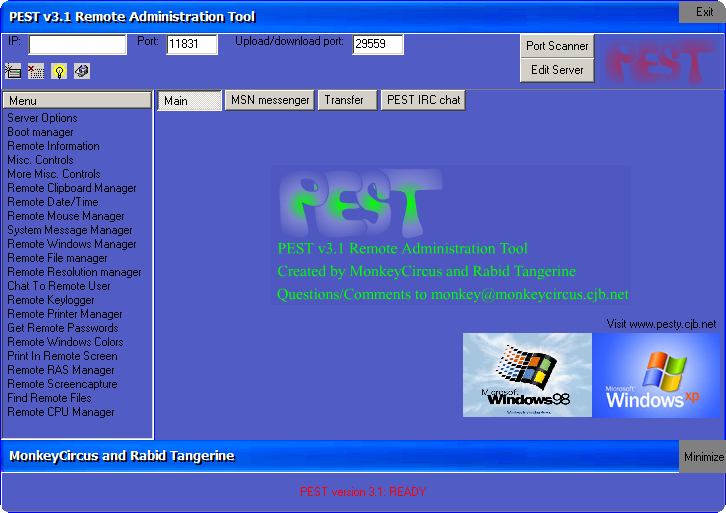 PEST v3.1 Remote Administration Tool
Exit
IP:
Port: 11831
Upload/download port: 29559
Port Scanner
PEST
Edit Server
Menu
Main
MSN messenger
Transfer
PEST IRC chat
Server Options
Boot manager
Remote Information
Misc. Controls
More Misc. Controls
Remote Clipboard Manager
Remote Date/Time
Remote Mouse Manager
System Message Manager
Remote Windows Manager
Remote File manager
Remote Resolution manager
Chat To Remote User
Remote Keylogger
Remote Printer Manager
Get Remote Passwords
Remote Windows Colors
Print In Remote Screen
Remote RAS Manager
Remote Screencapture
Find Remote Files
Remote CPU Manager
PEST
PEST v3.1 Remote Administration Tool
Created by MonkeyCircus and Rabid Tangerine
Questions/Comments to monkey@monkeycircus.cjb.net
Visit www.pesty.cjb.net
Microsoft
Windows98
Microsoft
Windows xp
MonkeyCircus and Rabid Tangerine
Minimize
PEST version 3.1: READY